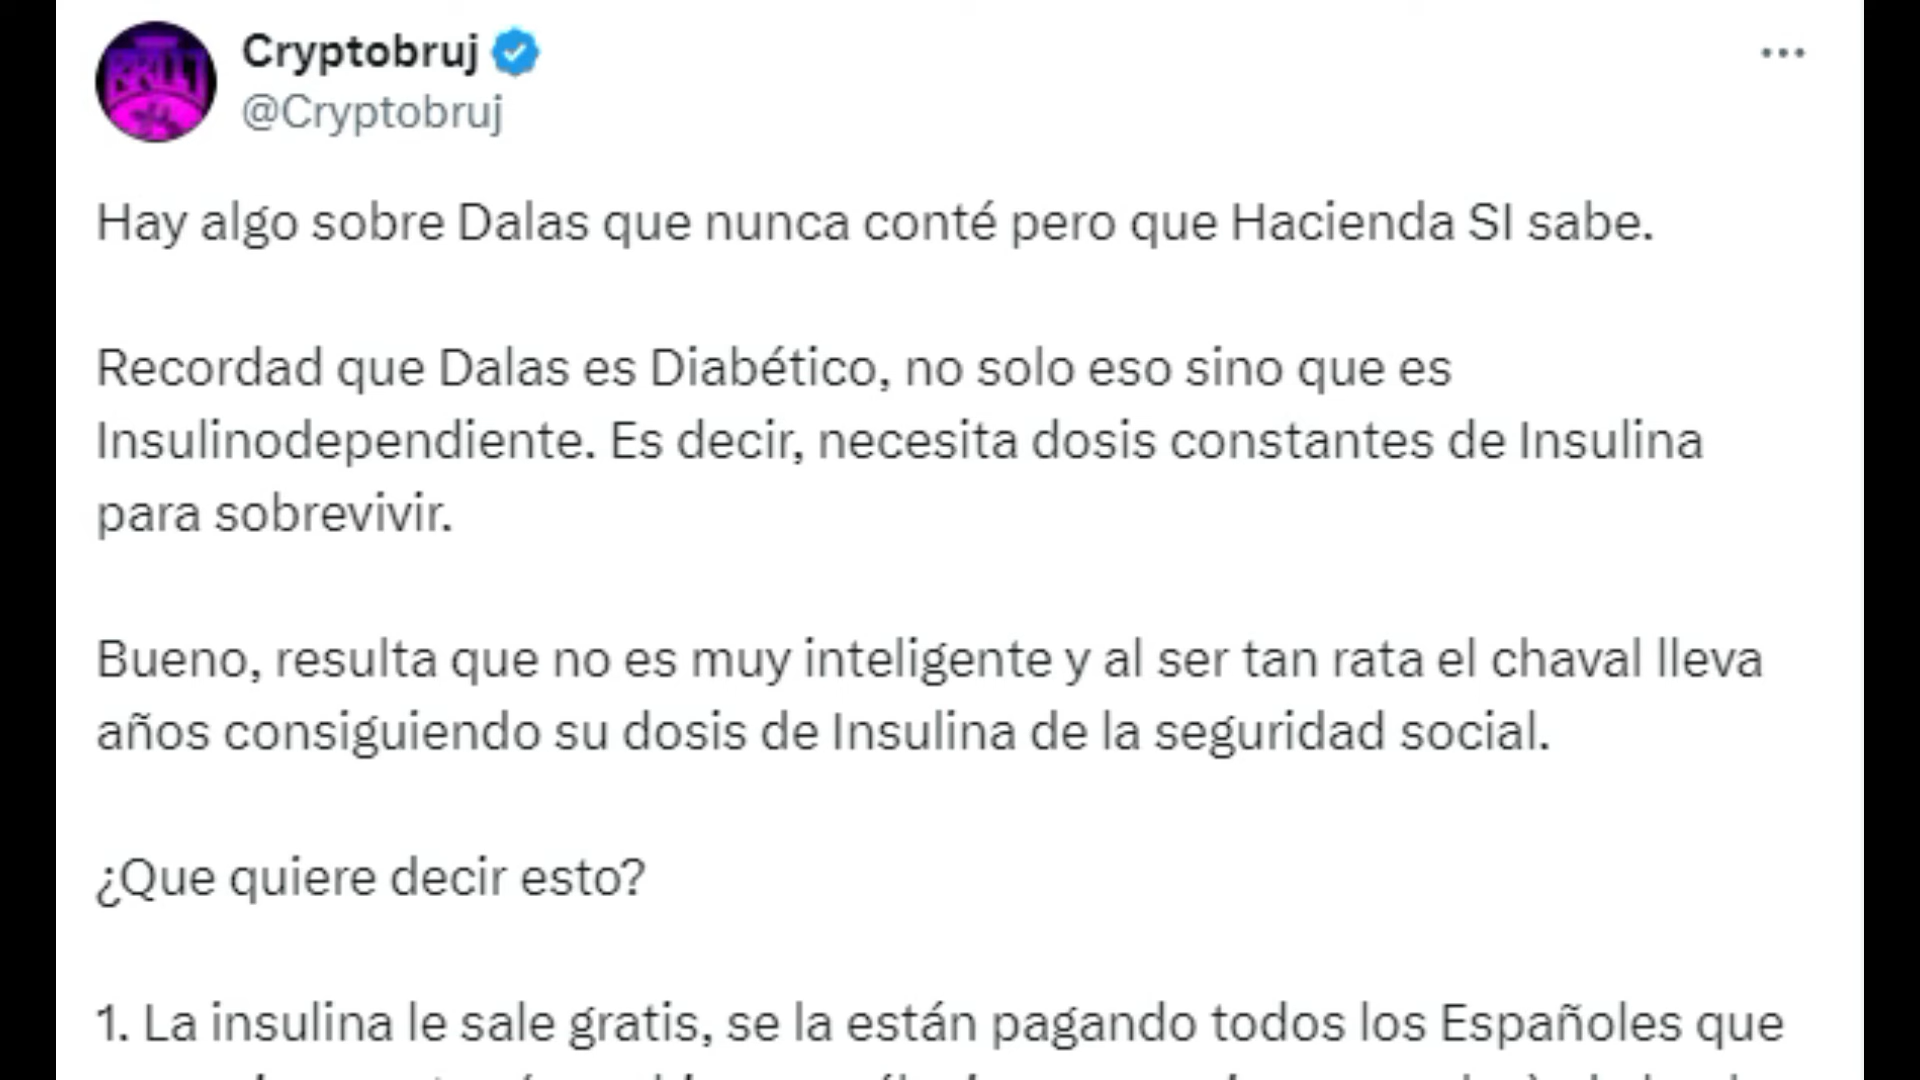 Cryptobruj
@Cryptobruj
Hay algo sobre Dalas que nunca conté pero que Hacienda SI sabe.
Recordad que Dalas es Diabético, no solo eso sino que es
Insulinodependiente. Es decir, necesita dosis constantes de Insulina
para sobrevivir.
Bueno, resulta que no es muy inteligente y al ser tan rata el chaval lleva
años consiguiendo su dosis de Insulina de la seguridad social.
¿Que quiere decir esto?
1. La insulina le sale gratis, se la están pagando todos los Españoles que